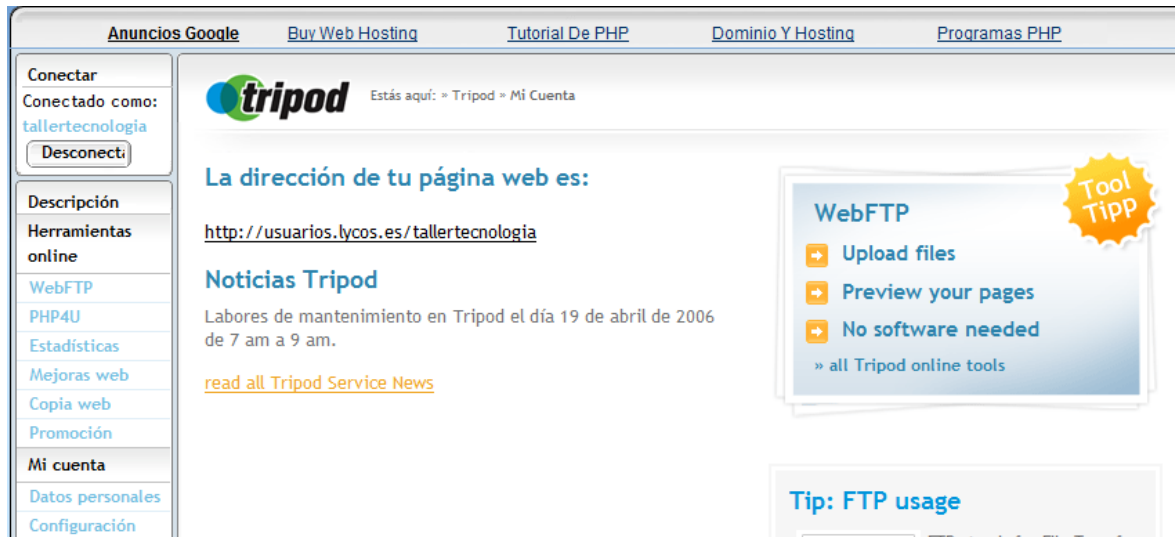 Anuncios Google Buy Web Hosting Tutorial De PHP Dominio Y Hosting Programas PHP
Conectar
Conectado como:
tallertecnologia
Desconecta
Descripción
Herramientas
online
WebFTP
PHP4U
Estadísticas
Mejoras web
Copia web
Promoción
Mi cuenta
Datos personales
Configuración
tripod
Estás aquí: » Tripod » Mi Cuenta
La dirección de tu página web es:
http://usuarios.lycos.es/tallertecnologia
Noticias Tripod
Labores de mantenimiento en Tripod el día 19 de abril de 2006
de 7 am a 9 am.
read all Tripod Service News
Tool
Tipp
WebFTP
Upload files
Preview your pages
No software needed
» all Tripod online tools
Tip: FTP usage